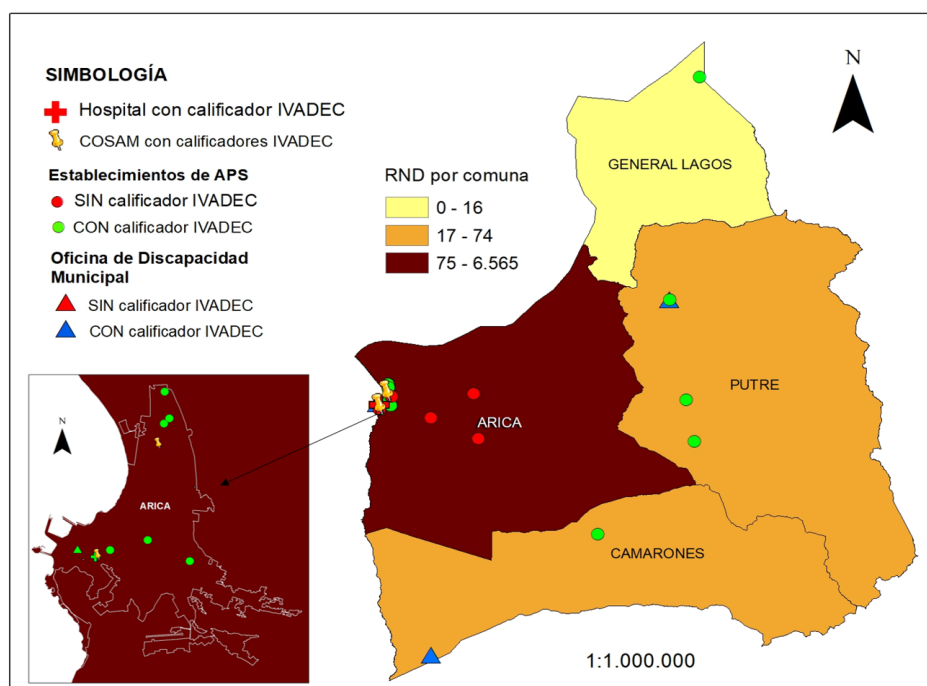 SIMBOLOGÍA
Hospital con calificador IVADEC
COSAM con calificadores IVADEC
Establecimientos de APS
SIN calificador IVADEC
CON calificador IVADEC
Oficina de Discapacidad
Municipal
SIN calificador IVADEC
CON calificador IVADEC
RND por comuna
0 - 16
17 - 74
75 - 6.565
N
GENERAL LAGOS
PUTRE
ARICA
CAMARONES
1:1.000.000
N
ARICA